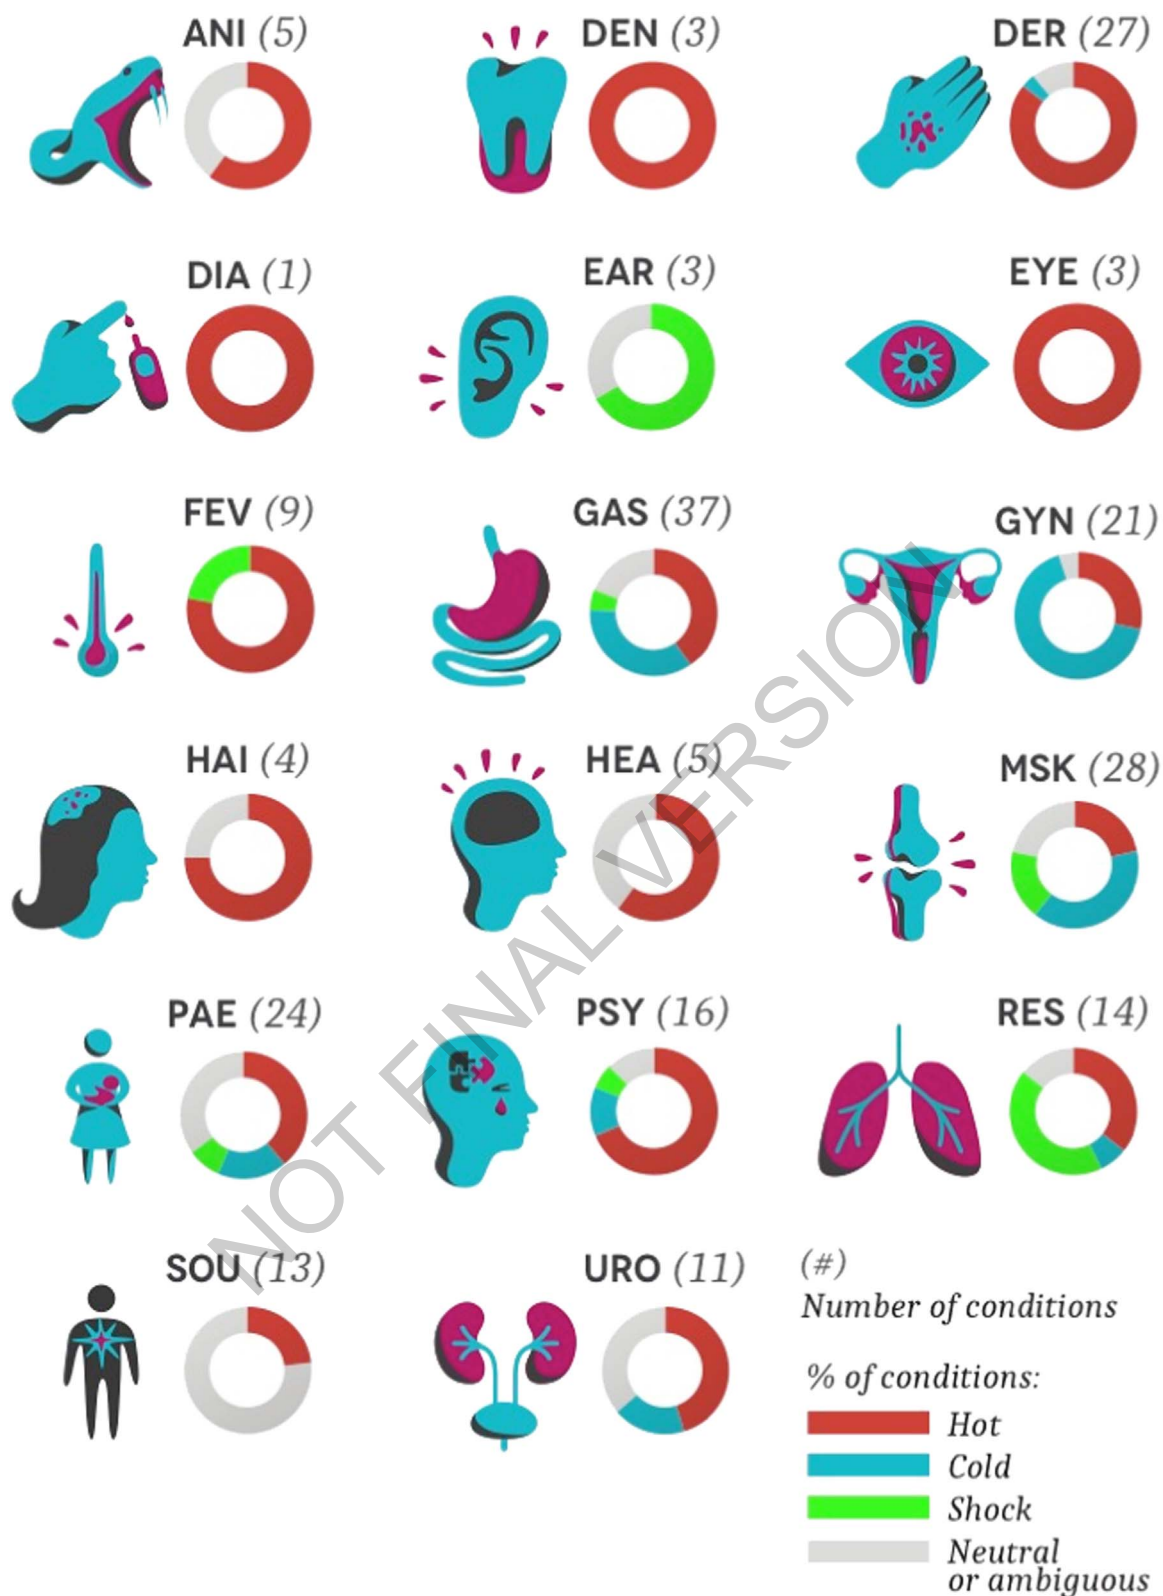 ANI (5)
DEN (3)
DER (27)
DIA (1)
EAR (3)
EYE (3)
FEV (9)
GAS (37)
GYN (21)
HAI (4)
HEA (5)
MSK (28)
PAE (24)
PSY (16)
RES (14)
SOU (13)
URO (11)
(#)
Number of conditions
% of conditions:
Hot
Cold
Shock
Neutral
or ambiguous
NOT FINAL VERSION